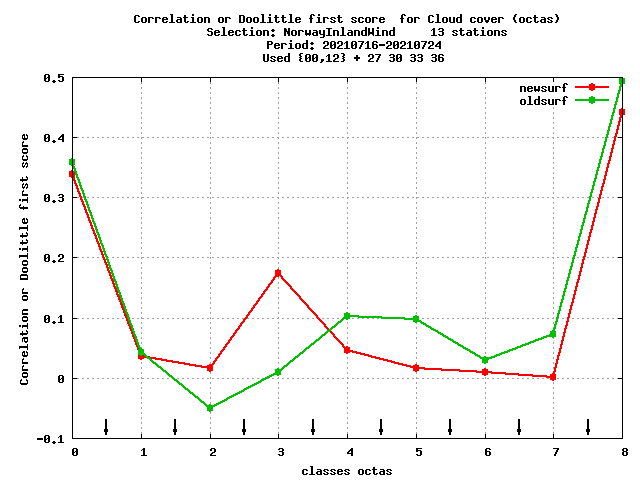 Correlation or Doolittle first score  for Cloud cover (octas)
Selection: NorwayInlandWind     13 stations
Period: 20210716-20210724
Used {00,12} + 27 30 33 36
newsurf
oldsurf
Correlation or Doolittle first score
0.5
0.4
0.3
0.2
0.1
0
-0.1
0 1 2 3 4 5 6 7 8
classes octas